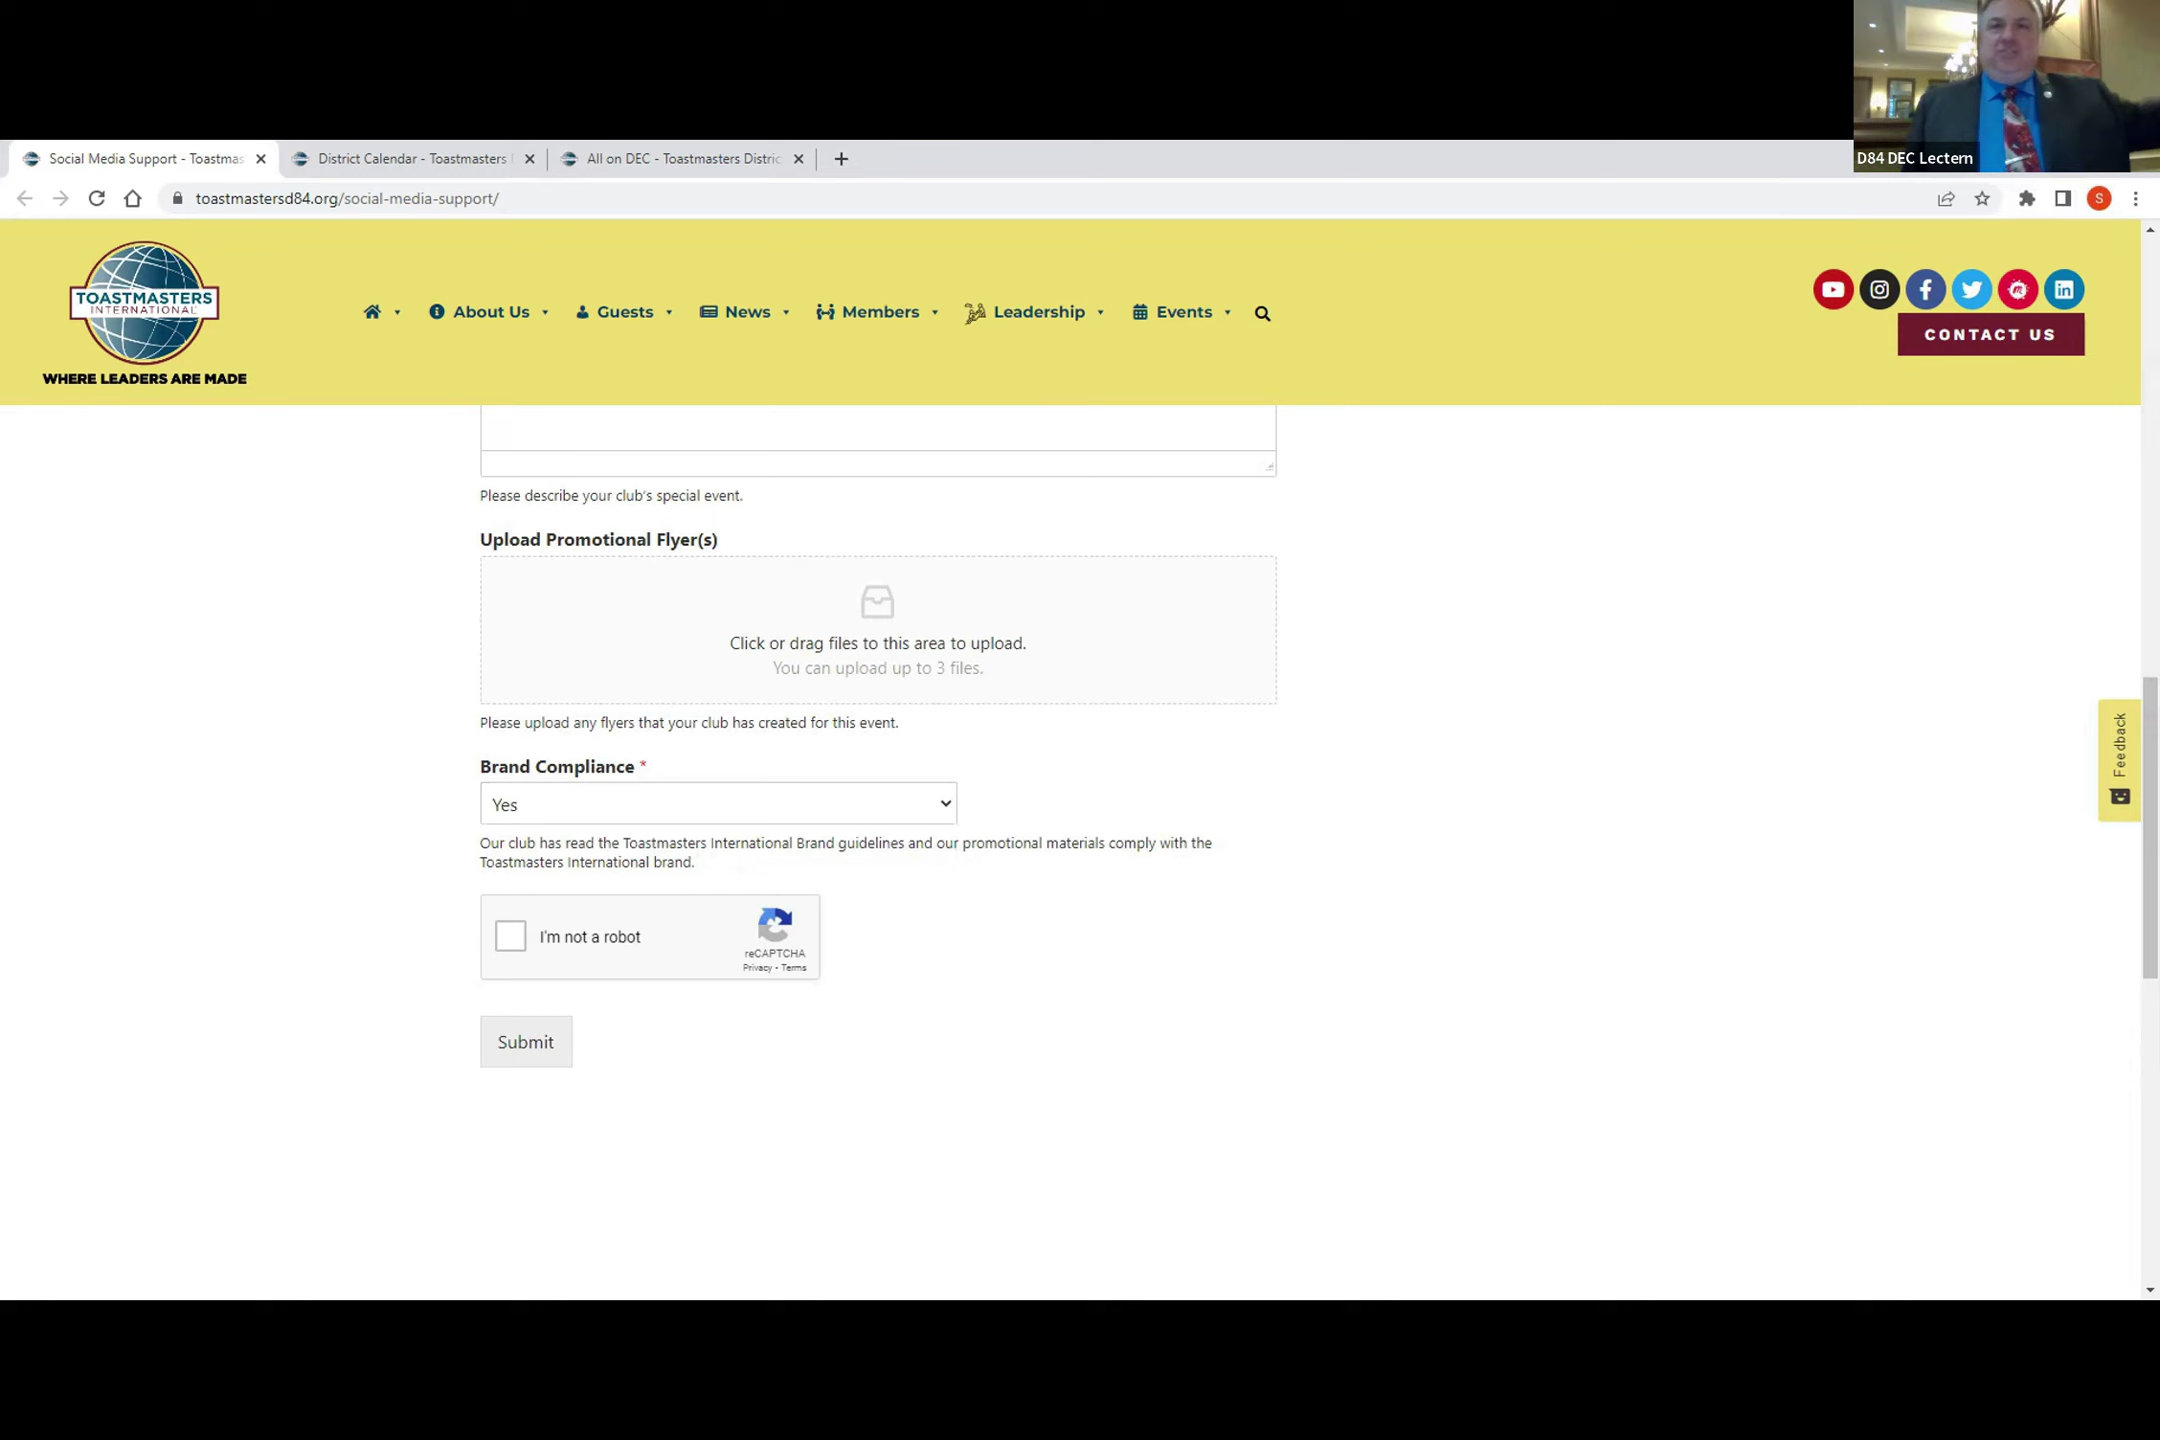 D84 DEC Lectern
Social Media Support - Toastmas
District Calendar - Toastmasters
All on DEC - Toastmasters Distric
toastmastersd84.org/social-media-support/
S
TOASTMASTERS
INTERNATIONAL
WHERE LEADERS ARE MADE
About Us
Guests
News
Members
Leadership
Events
CONTACT US
Please describe your club's special event.
Upload Promotional Flyer(s)
Click or drag files to this area to upload.
You can upload up to 3 files.
Please upload any flyers that your club has created for this event.
Brand Compliance *
Yes
Our club has read the Toastmasters International Brand guidelines and our promotional materials comply with the
Toastmasters International brand.
I'm not a robot
reCAPTCHA
Privacy - Terms
Submit
Feedback